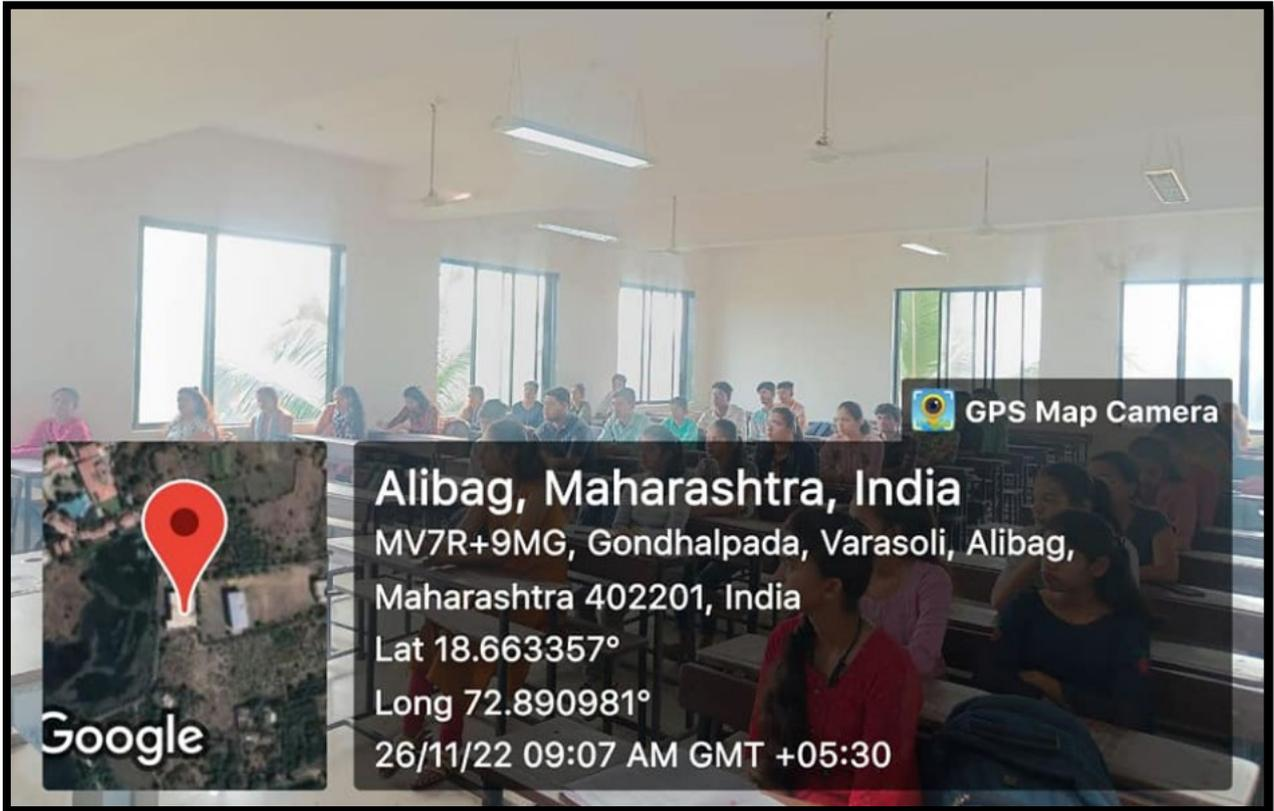 GPS Map Camera
Alibag, Maharashtra, India
MV7R+9MG, Gondhalpada, Varasoli, Alibag,
Maharashtra 402201, India
Lat 18.663357°
Long 72.890981°
26/11/22 09:07 AM GMT +05:30
Google